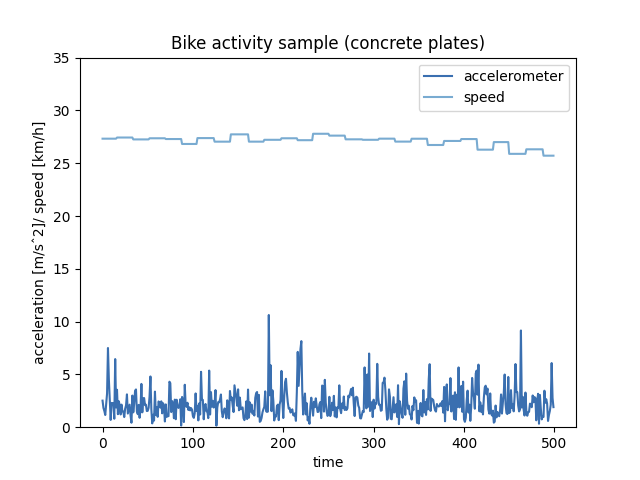 Bike activity sample (concrete plates)
accelerometer
speed
acceleration [m/sˆ2]/ speed [km/h]
35
30
25
20
15
10
5
0
0 100 200 300 400 500
time